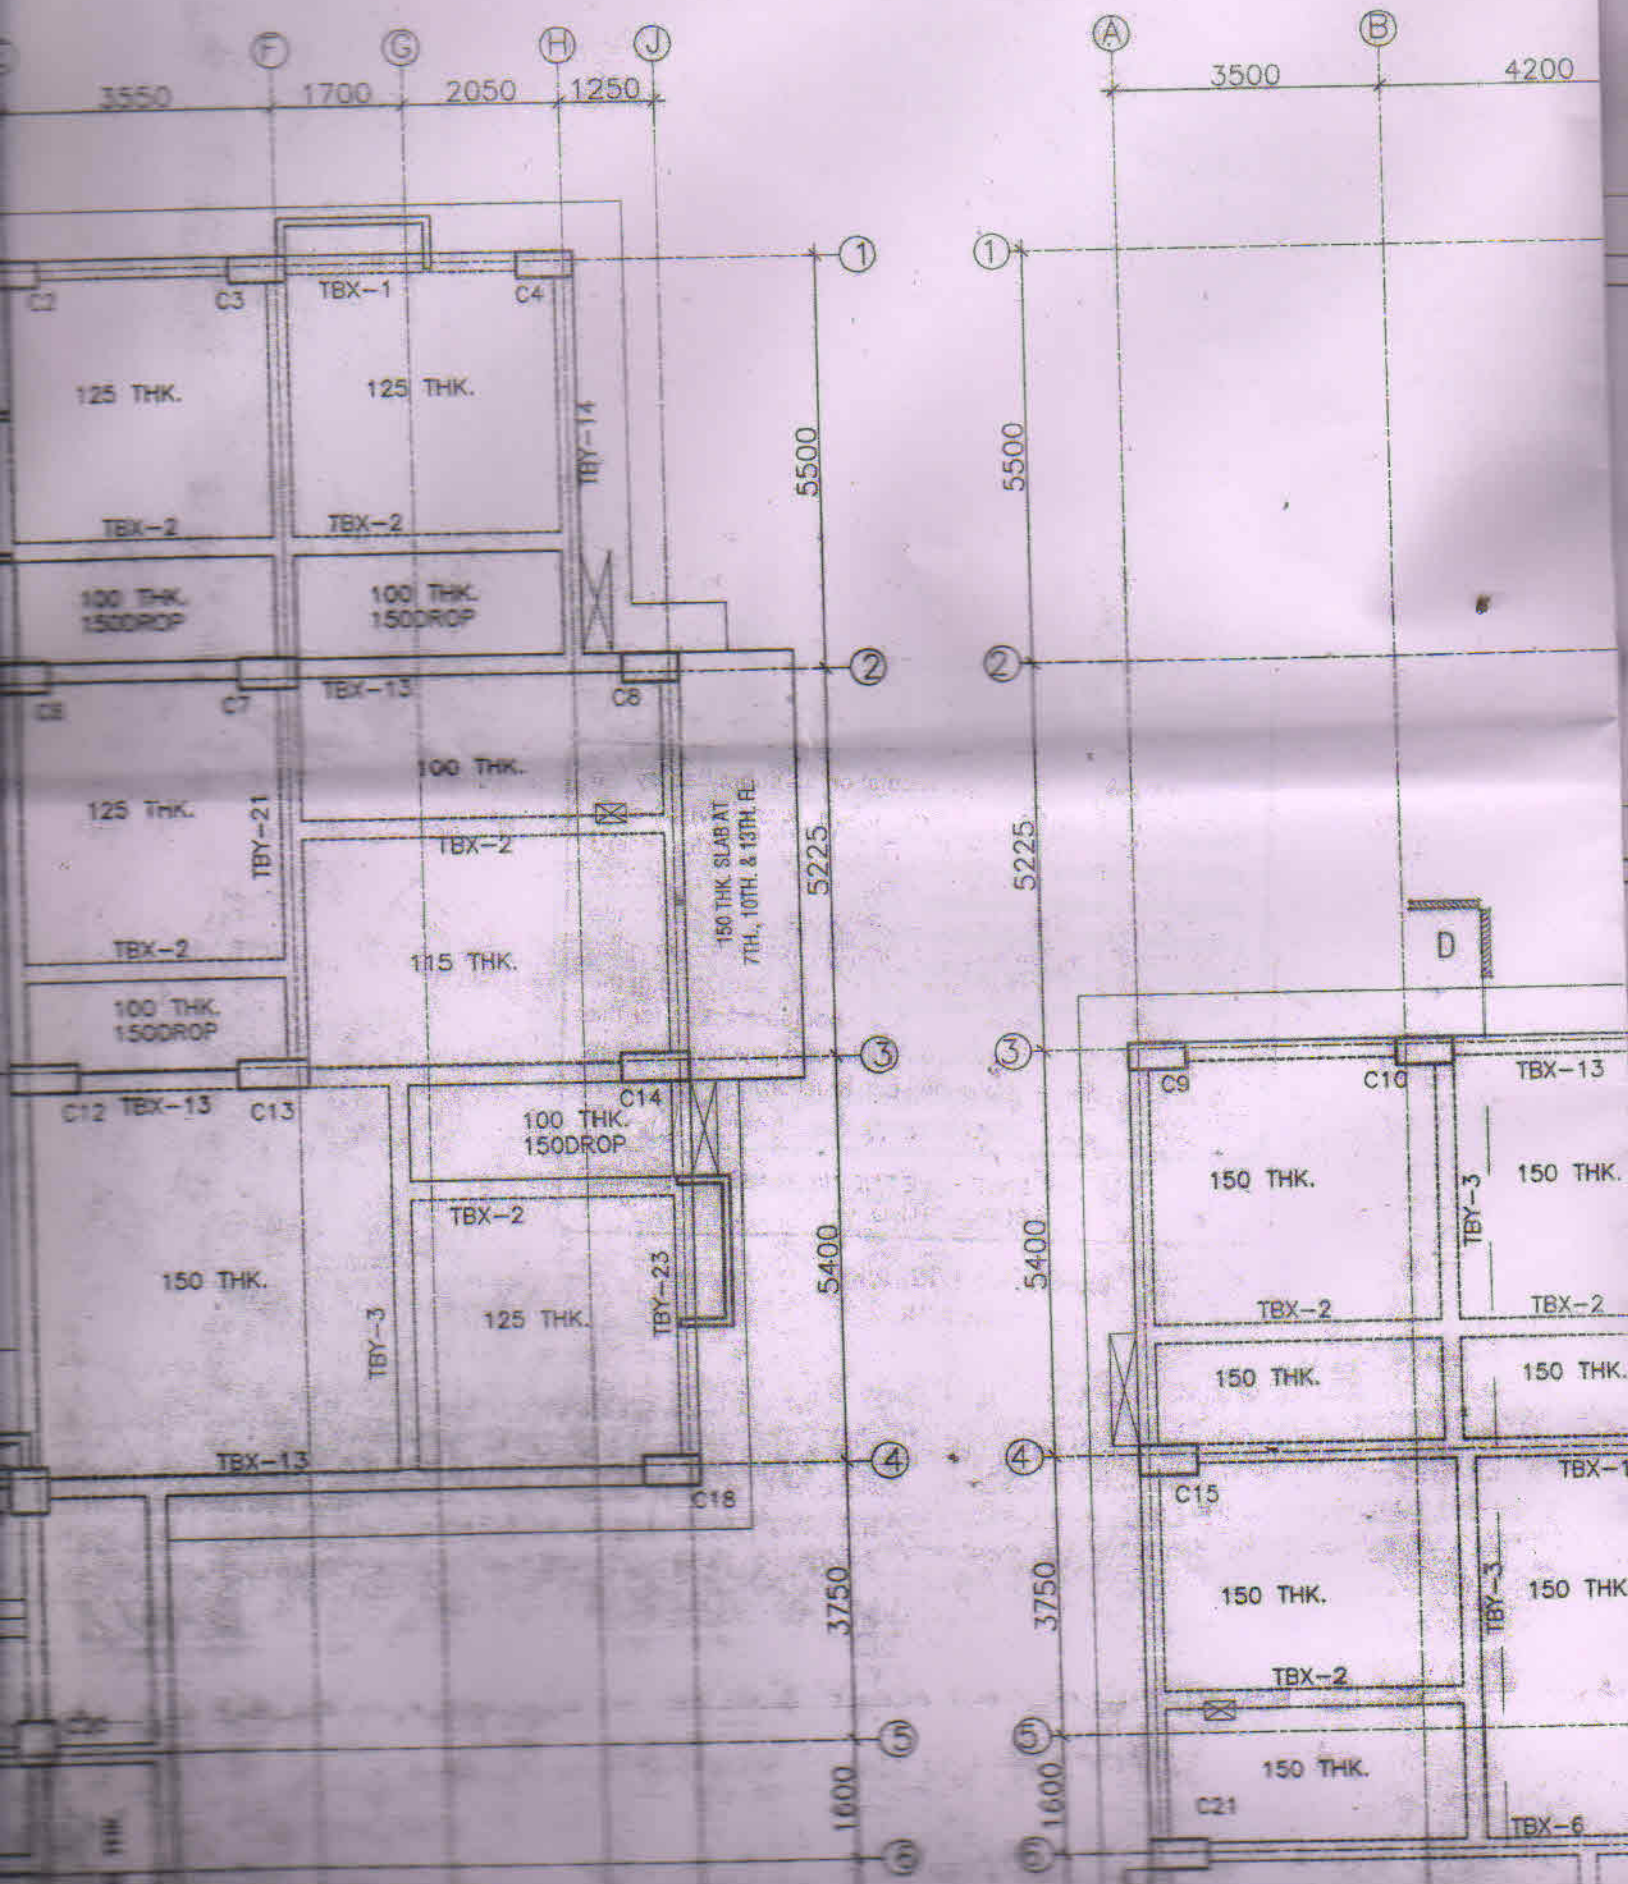 F G H J
3550 1700 2050 1250
A B
3500 4200
1
1
C2 C3 TBX-1 C4
125 THK. 125 THK.
TBY-14
5500
5500
TBX-2 TBX-2
100 THK.
150DROP
100 THK.
150DROP
2
2
C7 TBX-13 C8
100 THK.
125 THK.
TBY-21
TBX-2
150 THK. SLAB AT
7TH., 10TH. & 13TH. FL.
5225
5225
D
TBX-2
115 THK.
100 THK.
150DROP
3
3
C12 TBX-13 C13 C14
100 THK.
150DROP
C9 C10 TBX-13
150 THK. 150 THK.
TBY-3
TBX-2
150 THK.
TBY-3
125 THK.
TBY-23
5400
5400
TBX-2 TBX-2
150 THK. 150 THK.
TBX-13
4
4
C18
C15 TBX-1
3750
3750
150 THK. 150 THK
TBY-3
TBX-2
5
5
150 THK.
1600
1600
C21
TBX-6
THK
6
6